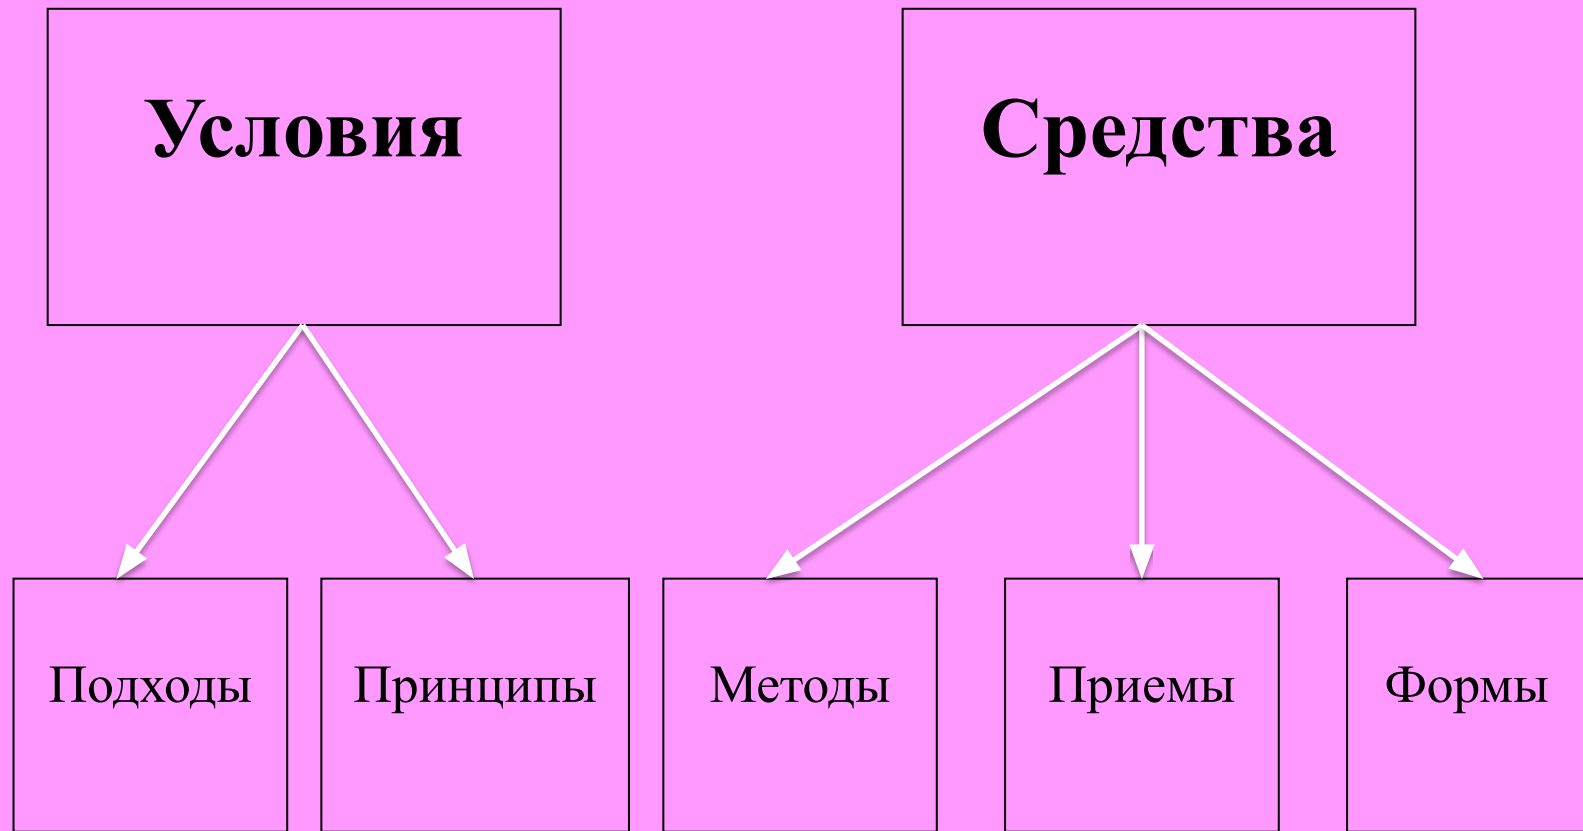 Условия
Средства
Подходы
Принципы
Методы
Приемы
Формы